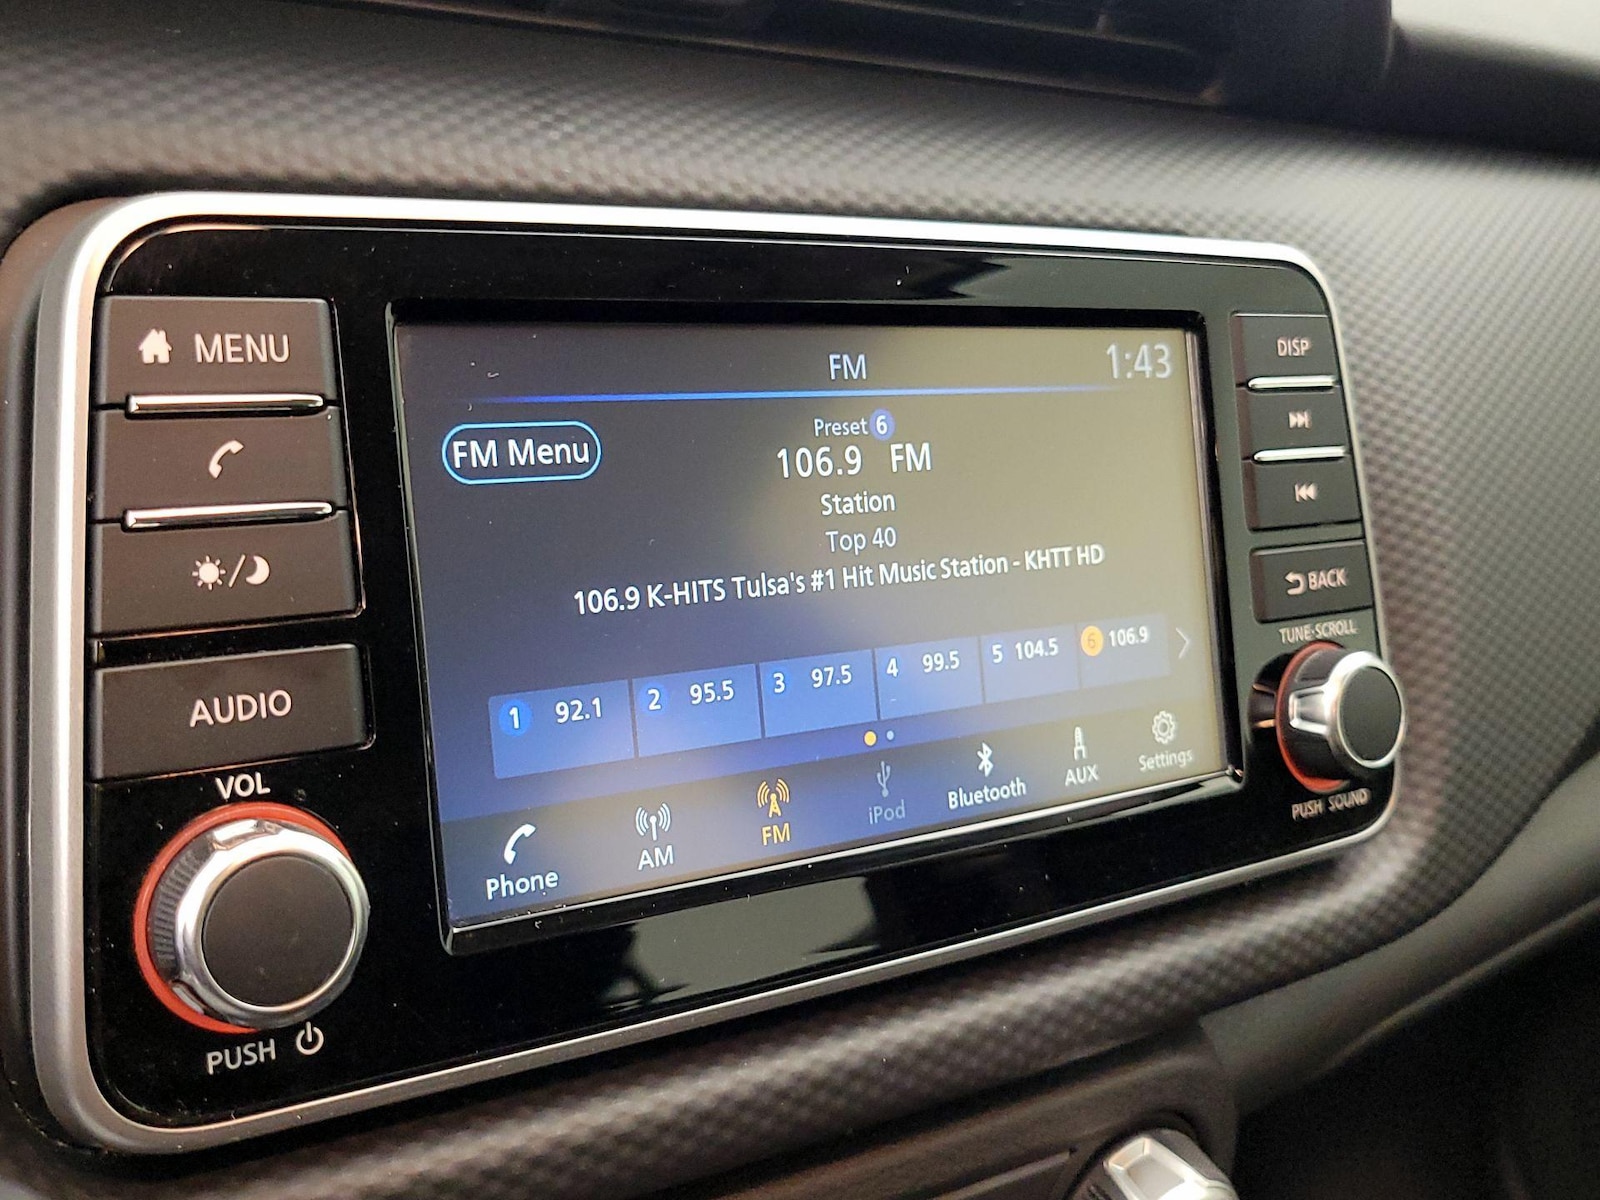 MENU
AUDIO
VOL
PUSH
FM
1:43
FM Menu
Preset 6
106.9 FM
Station
Top 40
106.9 K-HITS Tulsa's #1 Hit Music Station - KHTT HD
1 92.1 2 95.5 3 97.5 4 99.5 5 104.5 6 106.9
Phone AM FM iPod Bluetooth AUX Settings
DISP
BACK
TUNE·SCROLL
PUSH SOUND